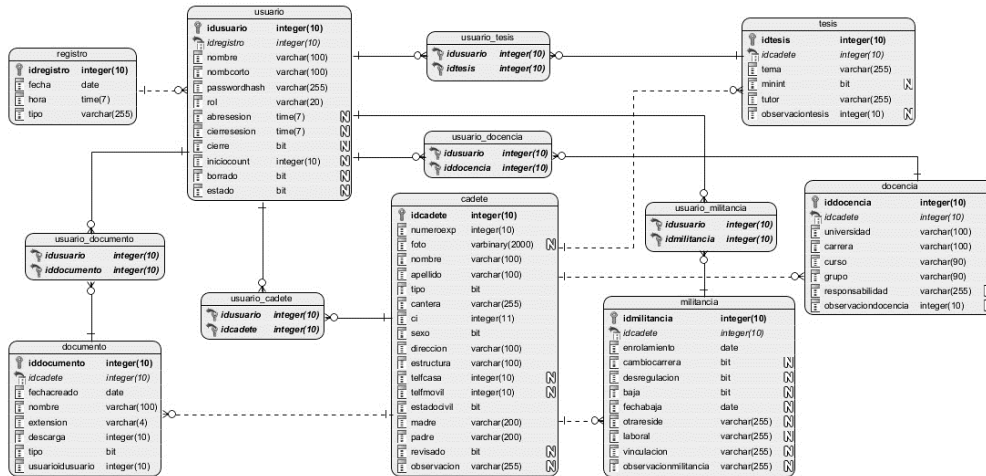 usuario
idusuario integer(10)
idregistro integer(10)
nombre varchar(100)
nombcorto varchar(100)
passwordhash varchar(255)
rol varchar(20)
abresesion time(7) N
cierresesion time(7) N
cierre bit N
iniciocount integer(10) N
borrado bit N
estado bit N
registro
idregistro integer(10)
fecha date
hora time(7)
tipo varchar(255)
usuario_tesis
idusuario integer(10)
idtesis integer(10)
tesis
idtesis integer(10)
idcadete integer(10)
tema varchar(255)
minint bit N
tutor varchar(255)
observaciontesis integer(10) N
usuario_docencia
idusuario integer(10)
iddocencia integer(10)
docencia
iddocencia integer(10)
idcadete integer(10)
universidad varchar(100)
carrera varchar(100)
curso varchar(90)
grupo varchar(90)
responsabilidad varchar(255)
observaciondocencia integer(10)
usuario_militancia
idusuario integer(10)
idmilitancia integer(10)
cadete
idcadete integer(10)
numeroexp integer(10)
foto varbinary(2000) N
nombre varchar(100)
apellido varchar(100)
tipo bit
cantera varchar(255)
ci integer(11)
sexo bit
direccion varchar(100)
estructura varchar(100)
telfcasa integer(10) N
telfmovil integer(10) N
estadocivil bit
madre varchar(200)
padre varchar(200)
revisado bit N
observacion varchar(255) N
usuario_documento
idusuario integer(10)
iddocumento integer(10)
usuario_cadete
idusuario integer(10)
idcadete integer(10)
militancia
idmilitancia integer(10)
idcadete integer(10)
enrolamiento date
cambiocarrera bit N
desregulacion bit N
baja bit N
fechabaja date N
otrareside varchar(255) N
laboral varchar(255) N
vinculacion varchar(255) N
observacionmilitancia varchar(255) N
documento
iddocumento integer(10)
idcadete integer(10)
fechacreado date
nombre varchar(100)
extension varchar(4)
descarga integer(10)
tipo bit
usuarioidusuario integer(10)